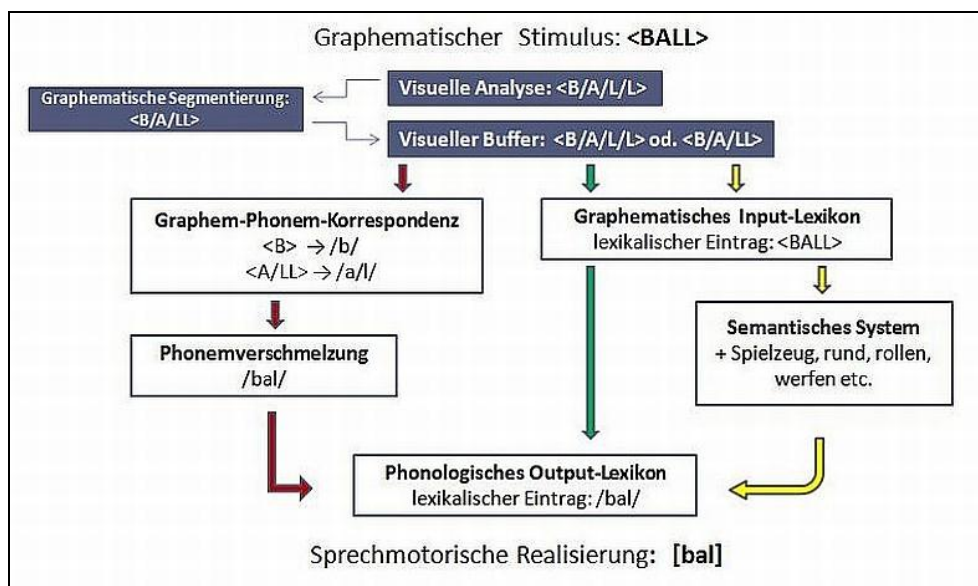 Graphematischer Stimulus: <BALL>
Visuelle Analyse: <B/A/L/L>
Graphematische Segmentierung:
<B/A/LL>
Visueller Buffer: <B/A/L/L> od. <B/A/LL>
Graphem-Phonem-Korrespondenz
<B> → /b/
<A/LL> → /a/l/
Graphematisches Input-Lexikon
lexikalischer Eintrag: <BALL>
Phonemverschmelzung
/bal/
Semantisches System
+ Spielzeug, rund, rollen,
werfen etc.
Phonologisches Output-Lexikon
lexikalischer Eintrag: /bal/
Sprechmotorische Realisierung: [bal]